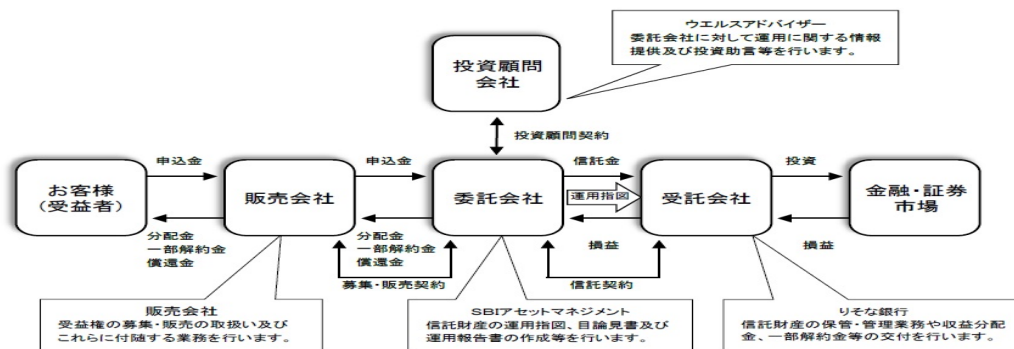 ウエルスアドバイザー
委託会社に対して運用に関する情報
提供及び投資助言等を行います。
投資顧問
会社
投資顧問契約
申込金
申込金
信託金
投資
お客様
(受益者)
販売会社
委託会社
運用指図
受託会社
金融・証券
市場
分配金
一部解約金
償還金
分配金
一部解約金
償還金
損益
損益
募集・販売契約
信託契約
販売会社
受益権の募集・販売の取扱い及び
これらに付随する業務を行います。
SBIアセットマネジメント
信託財産の運用指図、目論見書及び
運用報告書の作成等を行います。
りそな銀行
信託財産の保管・管理業務や収益分配
金、一部解約金等の交付を行います。